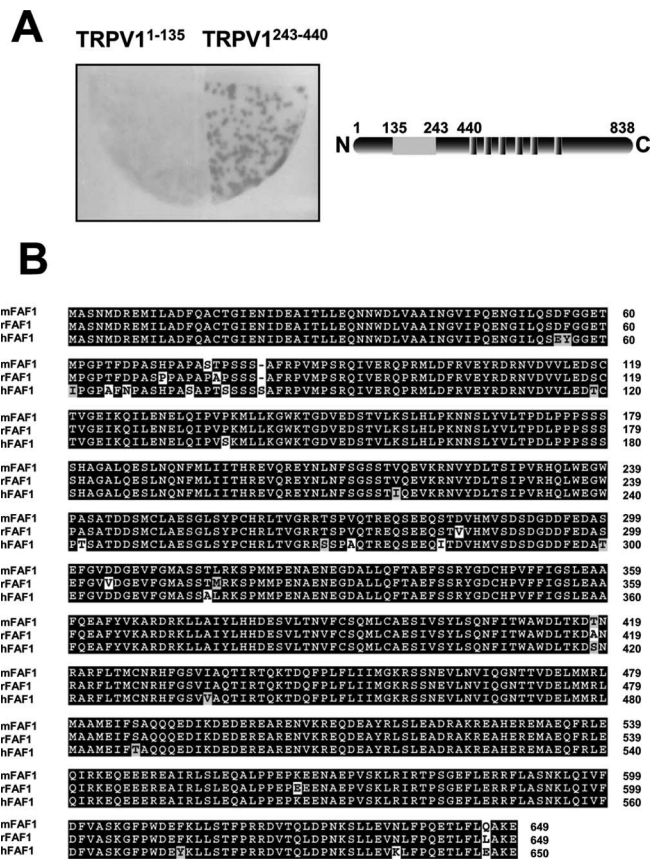 A
TRPV1¹⁻¹³⁵ TRPV1²⁴³⁻⁴⁴⁰
1 135 243 440 838
N C
B
mFAF1 MASNMDREMILADFQACTGIENIDEAITLLEQNNWDLVAAINGVIPQENGILQSDFGGET 60
rFAF1 MASNMDREMILADFQACTGIENIDEAITLLEQNNWDLVAAINGVIPQENGILQSDFGGET 60
hFAF1 MASNMDREMILADFQACTGIENIDEAITLLEQNNWDLVAAINGVIPQENGILQSEYGGET 60
mFAF1 MPGPTFDPASHPAPASTPSSS-AFRPVMPSRQIVERQPRMLDFRVEYRDRNVDVVLEDSC 119
rFAF1 MPGPTFDPASPPAPAPAPSSS-AFRPVMPSRQIVERQPRMLDFRVEYRDRNVDVVLEDSC 119
hFAF1 IPGPAFNPASHPASAPTSSSSSAFRPVMPSRQIVERQPRMLDFRVEYRDRNVDVVLEDTC 120
mFAF1 TVGEIKQILENELQIPVPKMLLKGWKTGDVEDSTVLKSLHLPKNNSLYVLTPDLPPPSSS 179
rFAF1 TVGEIKQILENELQIPVPKMLLKGWKTGDVEDSTVLKSLHLPKNNSLYVLTPDLPPPSSS 179
hFAF1 TVGEIKQILENELQIPVSKMLLKGWKTGDVEDSTVLKSLHLPKNNSLYVLTPDLPPPSSS 180
mFAF1 SHAGALQESLNQNFMLIITHREVQREYNLNFSGSSTVQEVKRNVYDLTSIPVRHQLWEGW 239
rFAF1 SHAGALQESLNQNFMLIITHREVQREYNLNFSGSSTVQEVKRNVYDLTSIPVRHQLWEGW 239
hFAF1 SHAGALQESLNQNFMLIITHREVQREYNLNFSGSSTIQEVKRNVYDLTSIPVRHQLWEGW 240
mFAF1 PASATDDSMCLAESGLSYPCHRLTVGRRTSPVQTREQSEEQSTDVHMVSDSDGDDFEDAS 299
rFAF1 PASATDDSMCLAESGLSYPCHRLTVGRRTSPVQTREQSEEQSTVVHMVSDSDGDDFEDAS 299
hFAF1 PTSATDDSMCLAESGLSYPCHRLTVGRRSSPAQTREQSEEQITDVHMVSDSDGDDFEDAT 300
mFAF1 EFGVDDGEVFGMASSTLRKSPMMPENAENEGDALLQFTAEFSSRYGDCHPVFFIGSLEAA 359
rFAF1 EFGVVDGEVFGMASSTMRKSPMMPENAENEGDALLQFTAEFSSRYGDCHPVFFIGSLEAA 359
hFAF1 EFGVDDGEVFGMASSALRKSPMMPENAENEGDALLQFTAEFSSRYGDCHPVFFIGSLEAA 360
mFAF1 FQEAFYVKARDRKLLAIYLHHDESVLTNVFCSQMLCAESIVSYLSQNFITWAWDLTKDTN 419
rFAF1 FQEAFYVKARDRKLLAIYLHHDESVLTNVFCSQMLCAESIVSYLSQNFITWAWDLTKDAN 419
hFAF1 FQEAFYVKARDRKLLAIYLHHDESVLTNVFCSQMLCAESIVSYLSQNFITWAWDLTKDSN 420
mFAF1 RARFLTMCNRHFGSVIAQTIRTQKTDQFPLFLIIMGKRSSNEVLNVIQGNTTVDELMMRL 479
rFAF1 RARFLTMCNRHFGSVIAQTIRTQKTDQFPLFLIIMGKRSSNEVLNVIQGNTTVDELMMRL 479
hFAF1 RARFLTMCNRHFGSVVAQTIRTQKTDQFPLFLIIMGKRSSNEVLNVIQGNTTVDELMMRL 480
mFAF1 MAAMEIFSAQQQEDIKDEDEREARENVKREQDEAYRLSLEADRAKREAHEREMAEQFRLE 539
rFAF1 MAAMEIFSAQQQEDIKDEDEREARENVKREQDEAYRLSLEADRAKREAHEREMAEQFRLE 539
hFAF1 MAAMEIFTAQQQEDIKDEDEREARENVKREQDEAYRLSLEADRAKREAHEREMAEQFRLE 540
mFAF1 QIRKEQEEEREAIRLSLEQALPPEPKEENAEPVSKLRIRTPSGEFLERRFLASNKLQIVF 599
rFAF1 QIRKEQEEEREAIRLSLEQALPPEPEEENAEPVSKLRIRTPSGEFLERRFLASNKLQIVF 599
hFAF1 QIRKEQEEEREAIRLSLEQALPPEPKEENAEPVSKLRIRTPSGEFLERRFLASNKLQIVF 560
mFAF1 DFVASKGFPWDEFKLLSTFPRRDVTQLDPNKSLLEVNLFPQETLFLQAKE 649
rFAF1 DFVASKGFPWDEFKLLSTFPRRDVTQLDPNKSLLEVNLFPQETLFLLAKE 649
hFAF1 DFVASKGFPWDEYKLLSTFPRRDVTQLDPNKSLLEVKLFPQETLFLEAKE 650